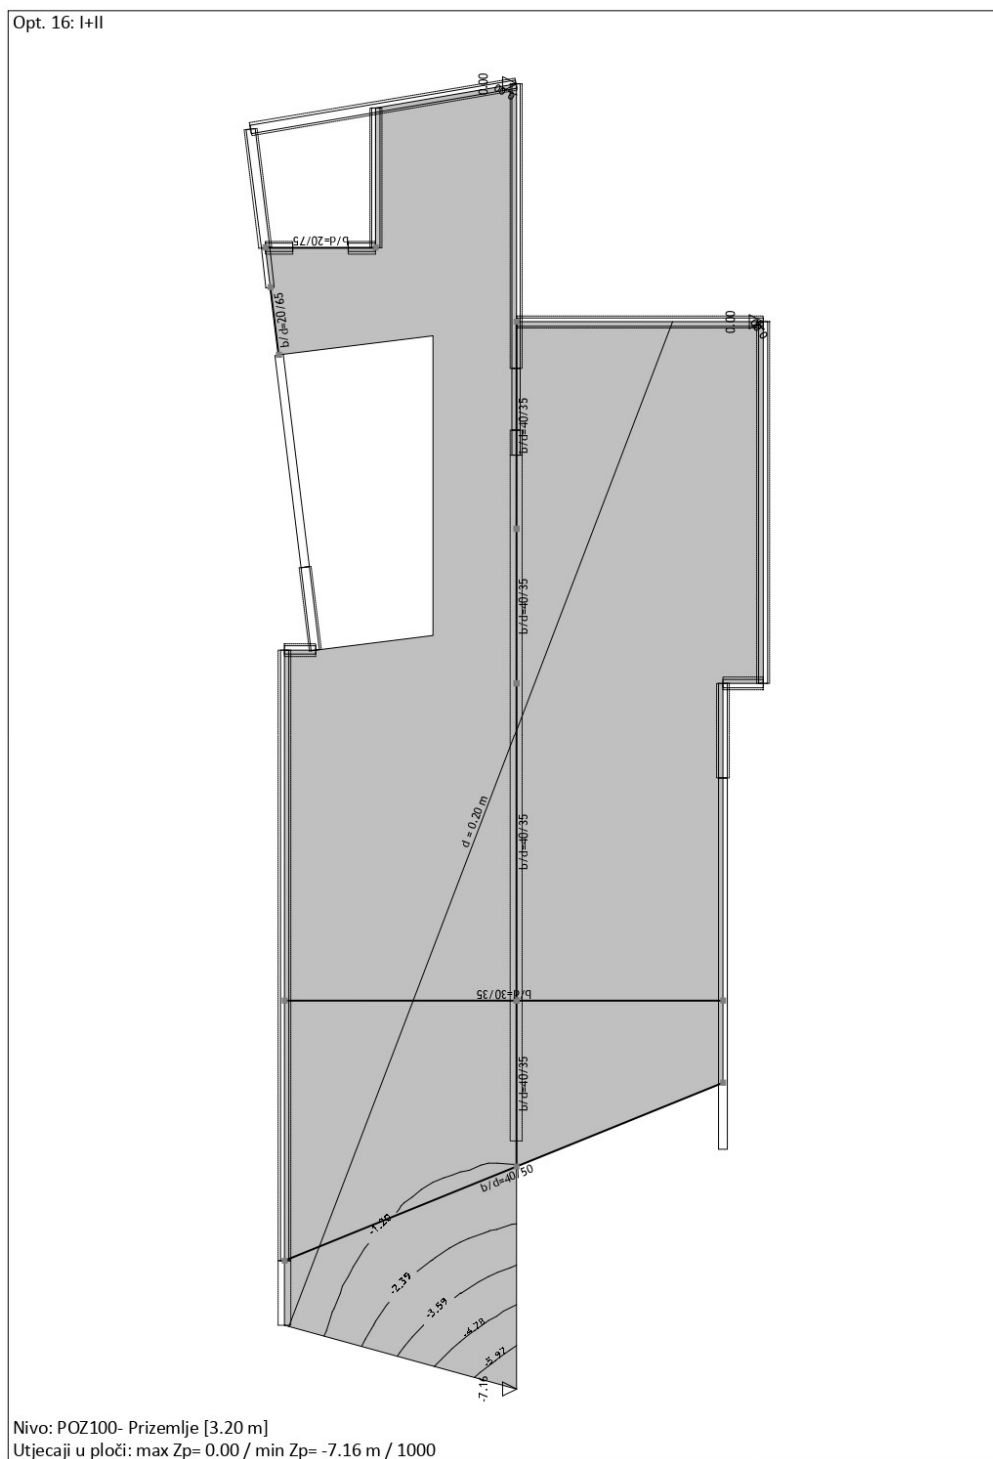 Opt. 16: I+II
0.00
b/d=20/75
b/d=20/65
0.00
b/d=40/35
b/d=40/35
d = 0.20 m
b/d=40/35
b/d=30/35
b/d=40/35
b/d=40/50
-1.20
-2.39
-3.59
-4.78
-5.97
-7.16
Nivo: POZ100- Prizemlje [3.20 m]
Utjecaji u ploči: max Zp= 0.00 / min Zp= -7.16 m / 1000